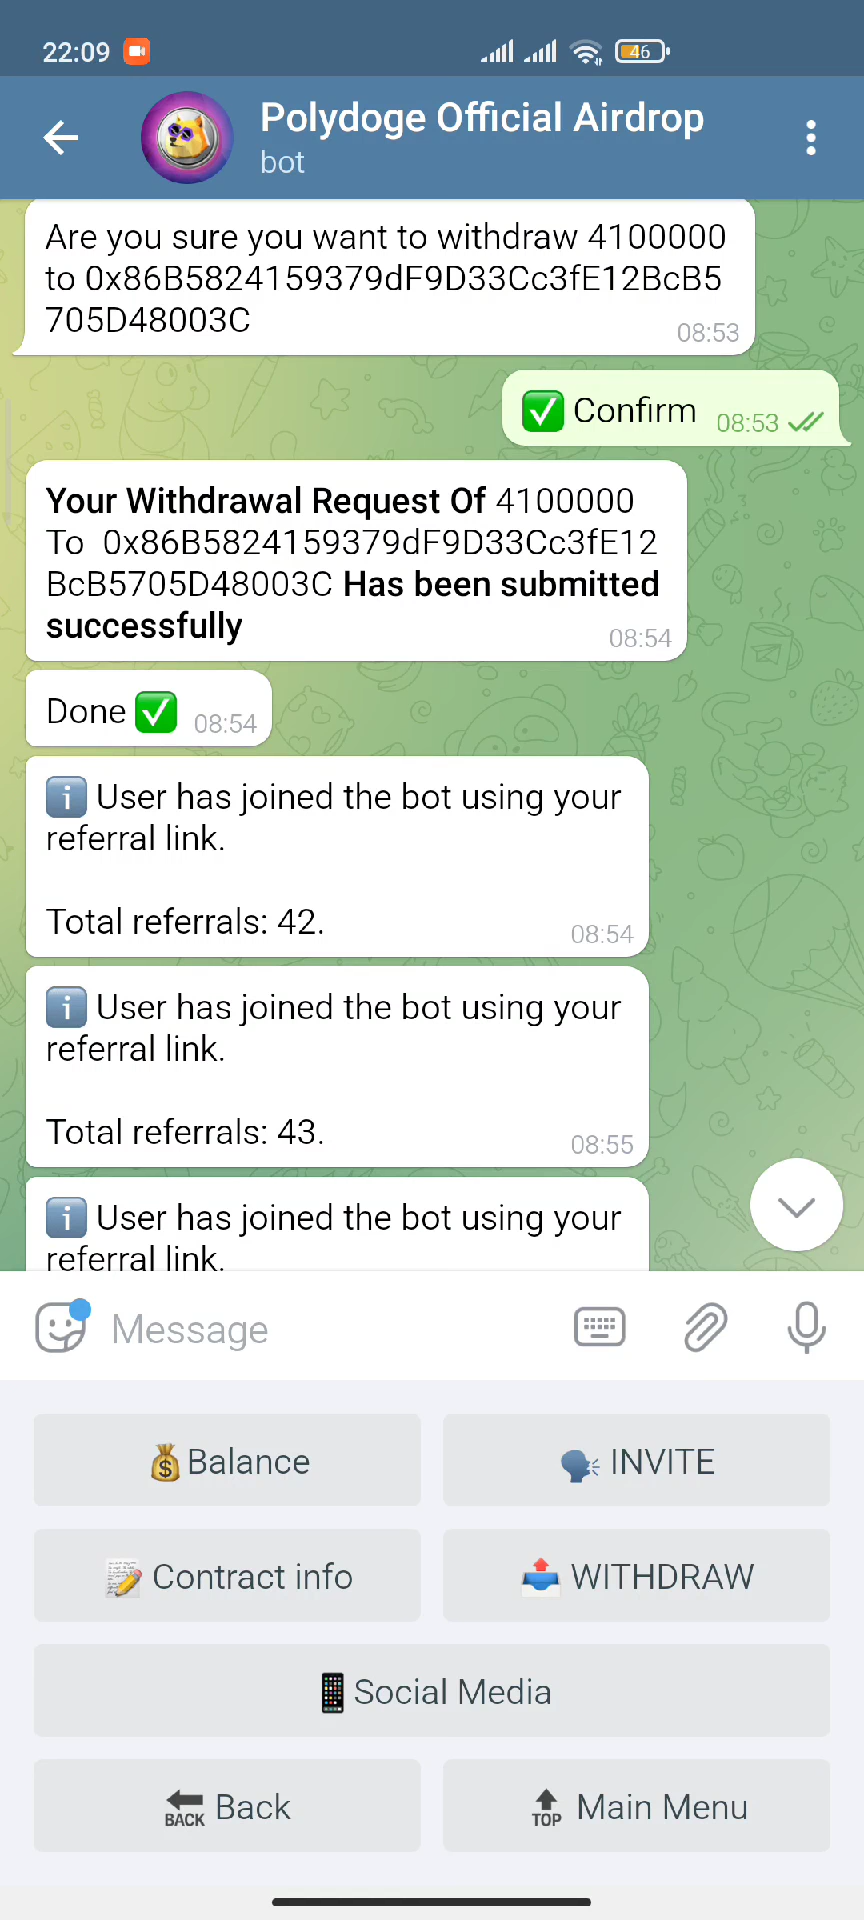 22:09
46
Polydoge Official Airdrop
bot
Are you sure you want to withdraw 4100000
to 0x86B5824159379dF9D33Cc3fE12BcB5
705D48003C
08:53
✅ Confirm 08:53
Your Withdrawal Request Of 4100000
To 0x86B5824159379dF9D33Cc3fE12
BcB5705D48003C Has been submitted
successfully
08:54
Done ✅ 08:54
ℹ️ User has joined the bot using your
referral link.
Total referrals: 42.
08:54
ℹ️ User has joined the bot using your
referral link.
Total referrals: 43.
08:55
ℹ️ User has joined the bot using your
referral link.
Message
💰Balance
🗣 INVITE
📝 Contract info
📤 WITHDRAW
📱Social Media
BACK Back
TOP Main Menu